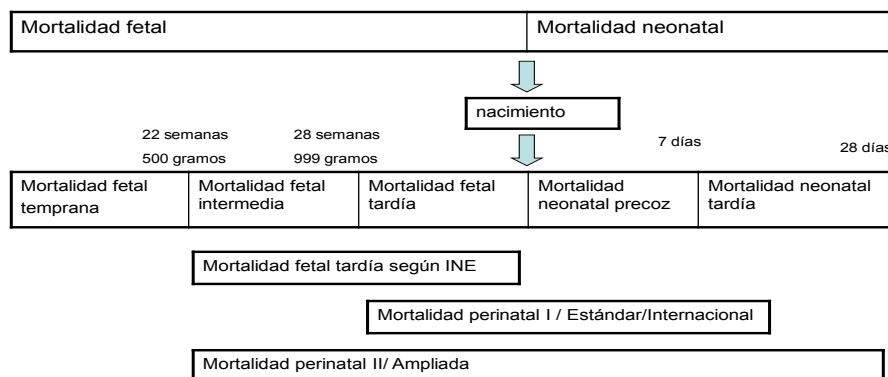 Mortalidad fetal
Mortalidad neonatal
nacimiento
22 semanas
500 gramos
28 semanas
999 gramos
7 días
28 días
Mortalidad fetal
temprana
Mortalidad fetal
intermedia
Mortalidad fetal
tardía
Mortalidad
neonatal precoz
Mortalidad neonatal
tardía
Mortalidad fetal tardía según INE
Mortalidad perinatal I / Estándar/Internacional
Mortalidad perinatal II/ Ampliada